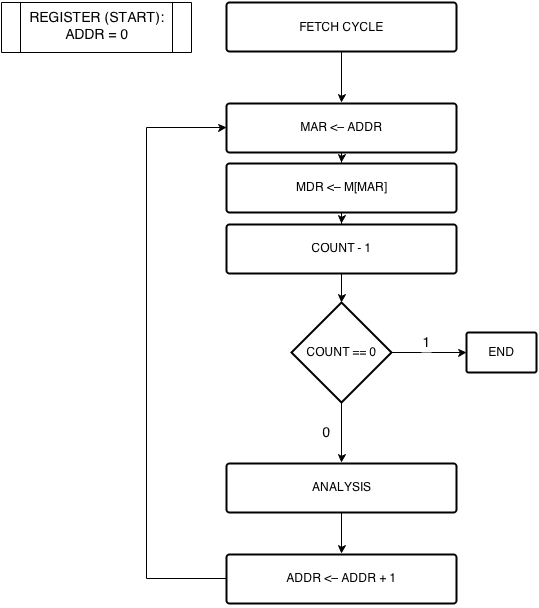 REGISTER (START):
ADDR = 0
FETCH CYCLE
MAR <– ADDR
MDR <– M[MAR]
COUNT - 1
COUNT == 0
1
END
0
ANALYSIS
ADDR <– ADDR + 1